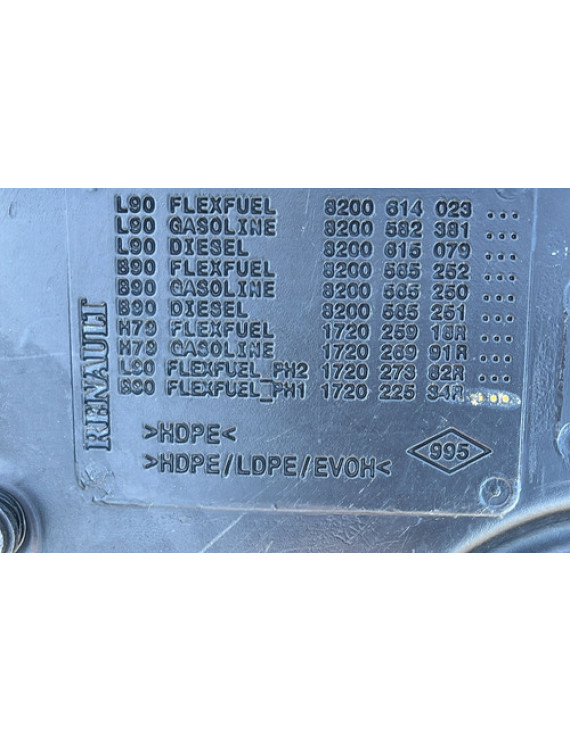 L90 FLEXFUEL 8200 614 023 ...
L90 GASOLINE 8200 582 381 ...
L90 DIESEL 8200 615 079 ...
B90 FLEXFUEL 8200 565 252 ...
B90 GASOLINE 8200 565 250 ...
B90 DIESEL 8200 565 251 ...
H79 FLEXFUEL 1720 259 18R ...
H79 GASOLINE 1720 269 91R ...
L90 FLEXFUEL_PH2 1720 273 82R ...
B90 FLEXFUEL_PH1 1720 225 34R ...
RENAULT
>HDPE<
>HDPE/LDPE/EVOH<
995